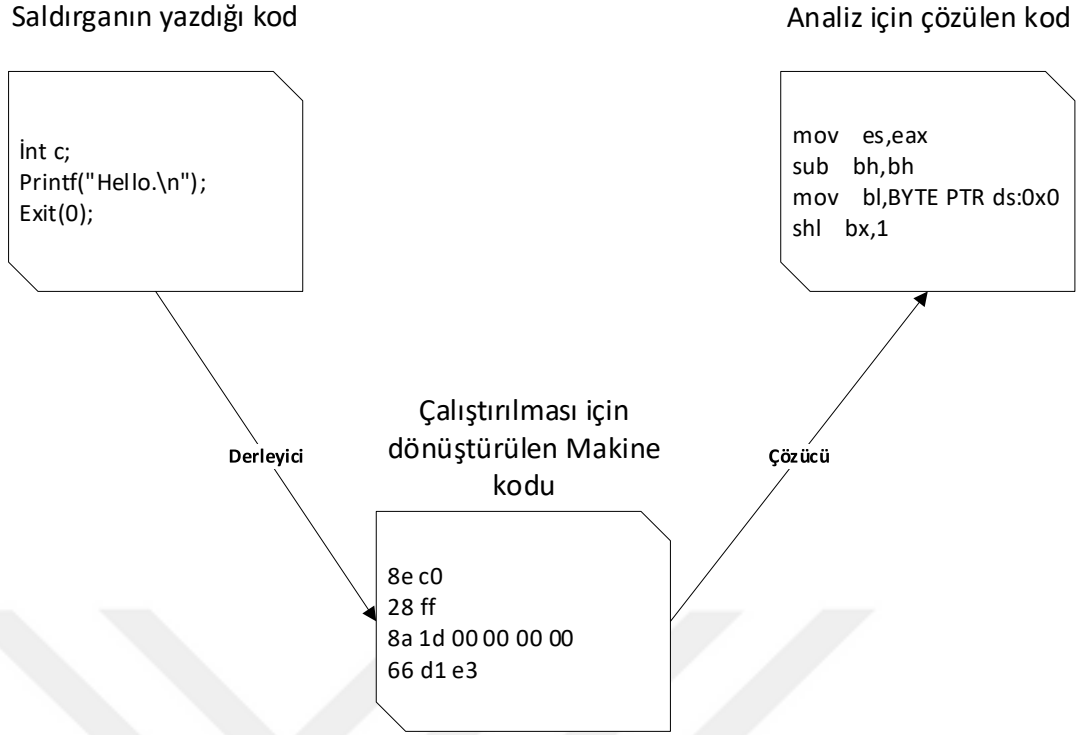 Saldırganın yazdığı kod
İnt c;
Printf("Hello.\n");
Exit(0);
Analiz için çözülen kod
mov es,eax
sub bh,bh
mov bl,BYTE PTR ds:0x0
shl bx,1
Derleyici
Çözücü
Çalıştırılması için
dönüştürülen Makine
kodu
8e c0
28 ff
8a 1d 00 00 00 00
66 d1 e3